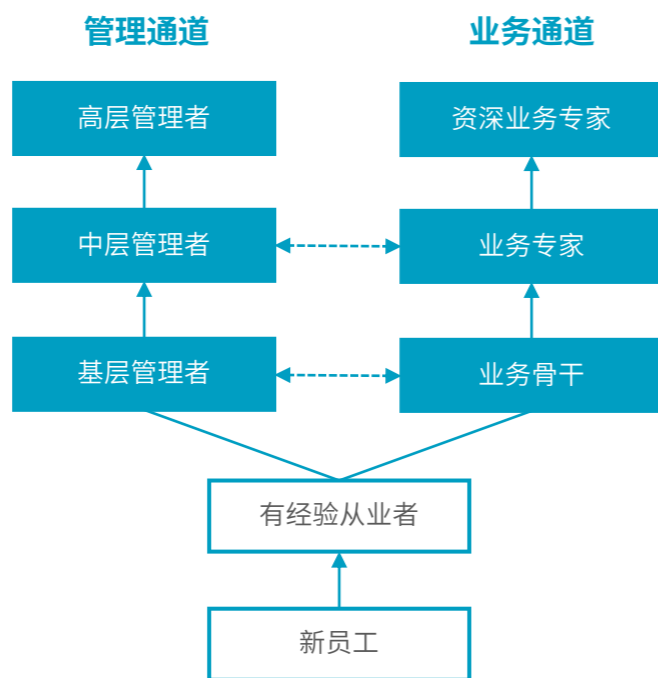 管理通道
业务通道
高层管理者
资深业务专家
中层管理者
业务专家
基层管理者
业务骨干
有经验从业者
新员工